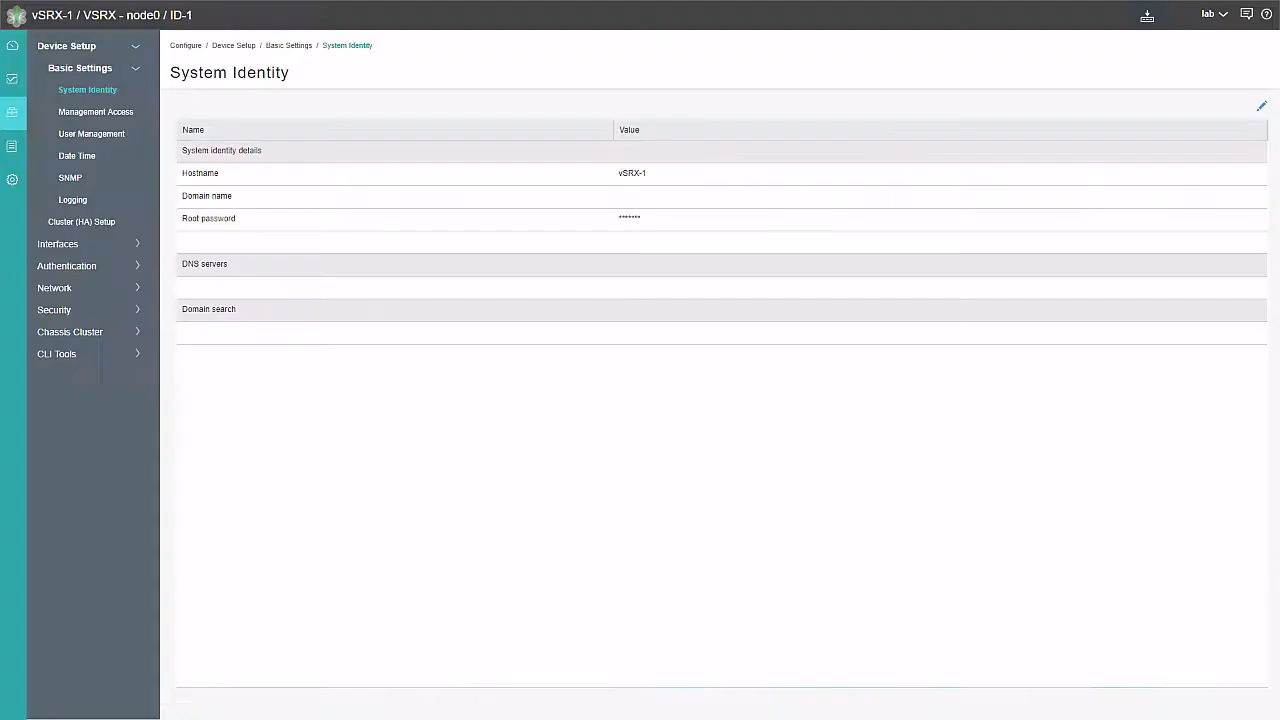 vSRX-1 / VSRX - node0 / ID-1
lab
Device Setup
Basic Settings
System Identity
Management Access
User Management
Date Time
SNMP
Logging
Cluster (HA) Setup
Interfaces
Authentication
Network
Security
Chassis Cluster
CLI Tools
Configure / Device Setup / Basic Settings / System Identity
System Identity
Name Value
System identity details
Hostname vSRX-1
Domain name
Root password *******
DNS servers
Domain search